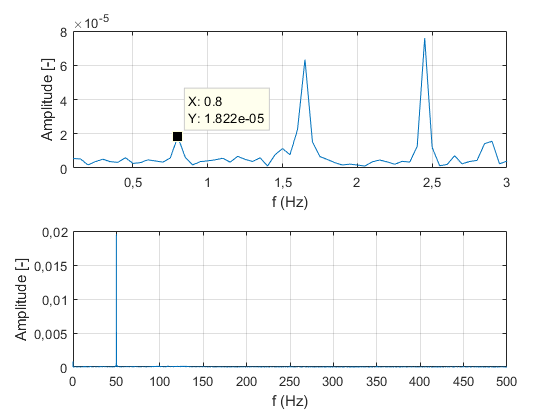 ×10^-5
8
6
4
2
0
Amplitude [-]
X: 0.8
Y: 1.822e-05
0,5 1 1,5 2 2,5 3
f (Hz)
0,02
0,015
0,01
0,005
0
Amplitude [-]
0 50 100 150 200 250 300 350 400 450 500
f (Hz)